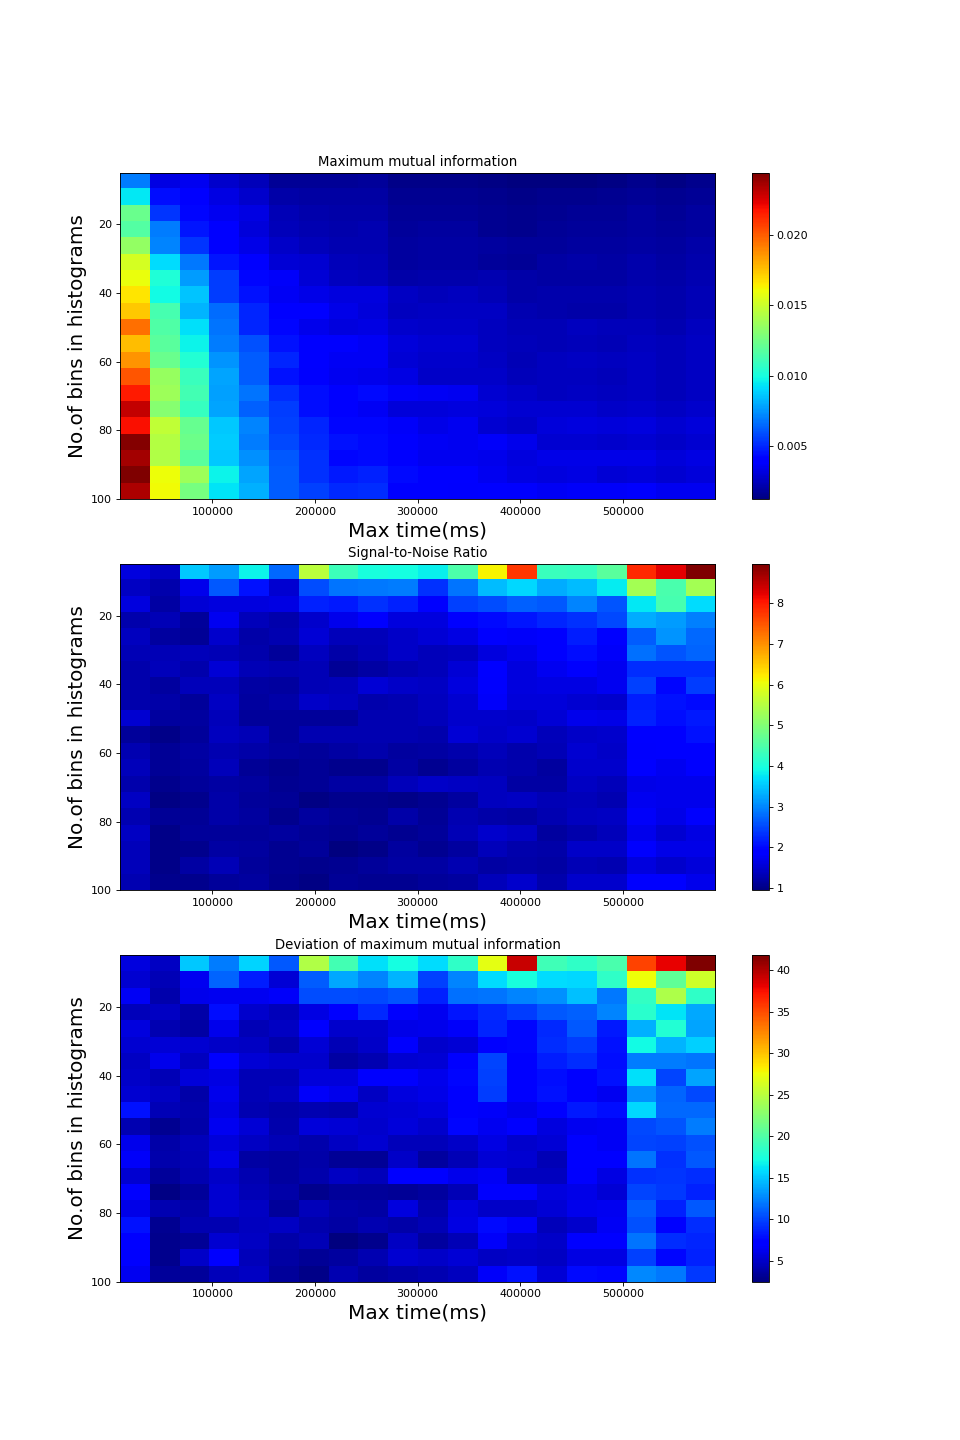 Maximum mutual information
No.of bins in histograms
20
40
60
80
100
100000 200000 300000 400000 500000
Max time(ms)
0.020
0.015
0.010
0.005
Signal-to-Noise Ratio
No.of bins in histograms
20
40
60
80
100
100000 200000 300000 400000 500000
Max time(ms)
8
7
6
5
4
3
2
1
Deviation of maximum mutual information
No.of bins in histograms
20
40
60
80
100
100000 200000 300000 400000 500000
Max time(ms)
40
35
30
25
20
15
10
5